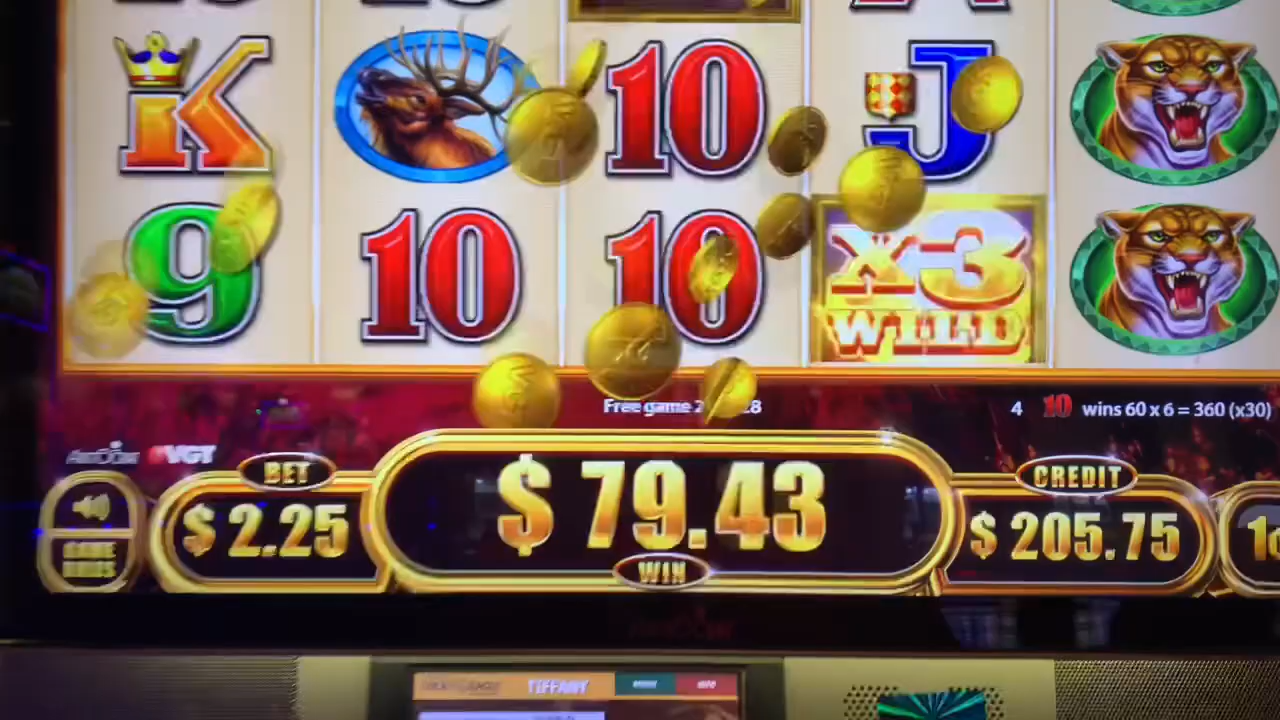 K
10
J
9
10
10
x3
WILD
Free game
4 10 wins 60 x 6 = 360 (x30)
VGT
BET
$ 2.25
$ 79.43
WIN
CREDIT
$ 205.75
GAME
TIFFANY